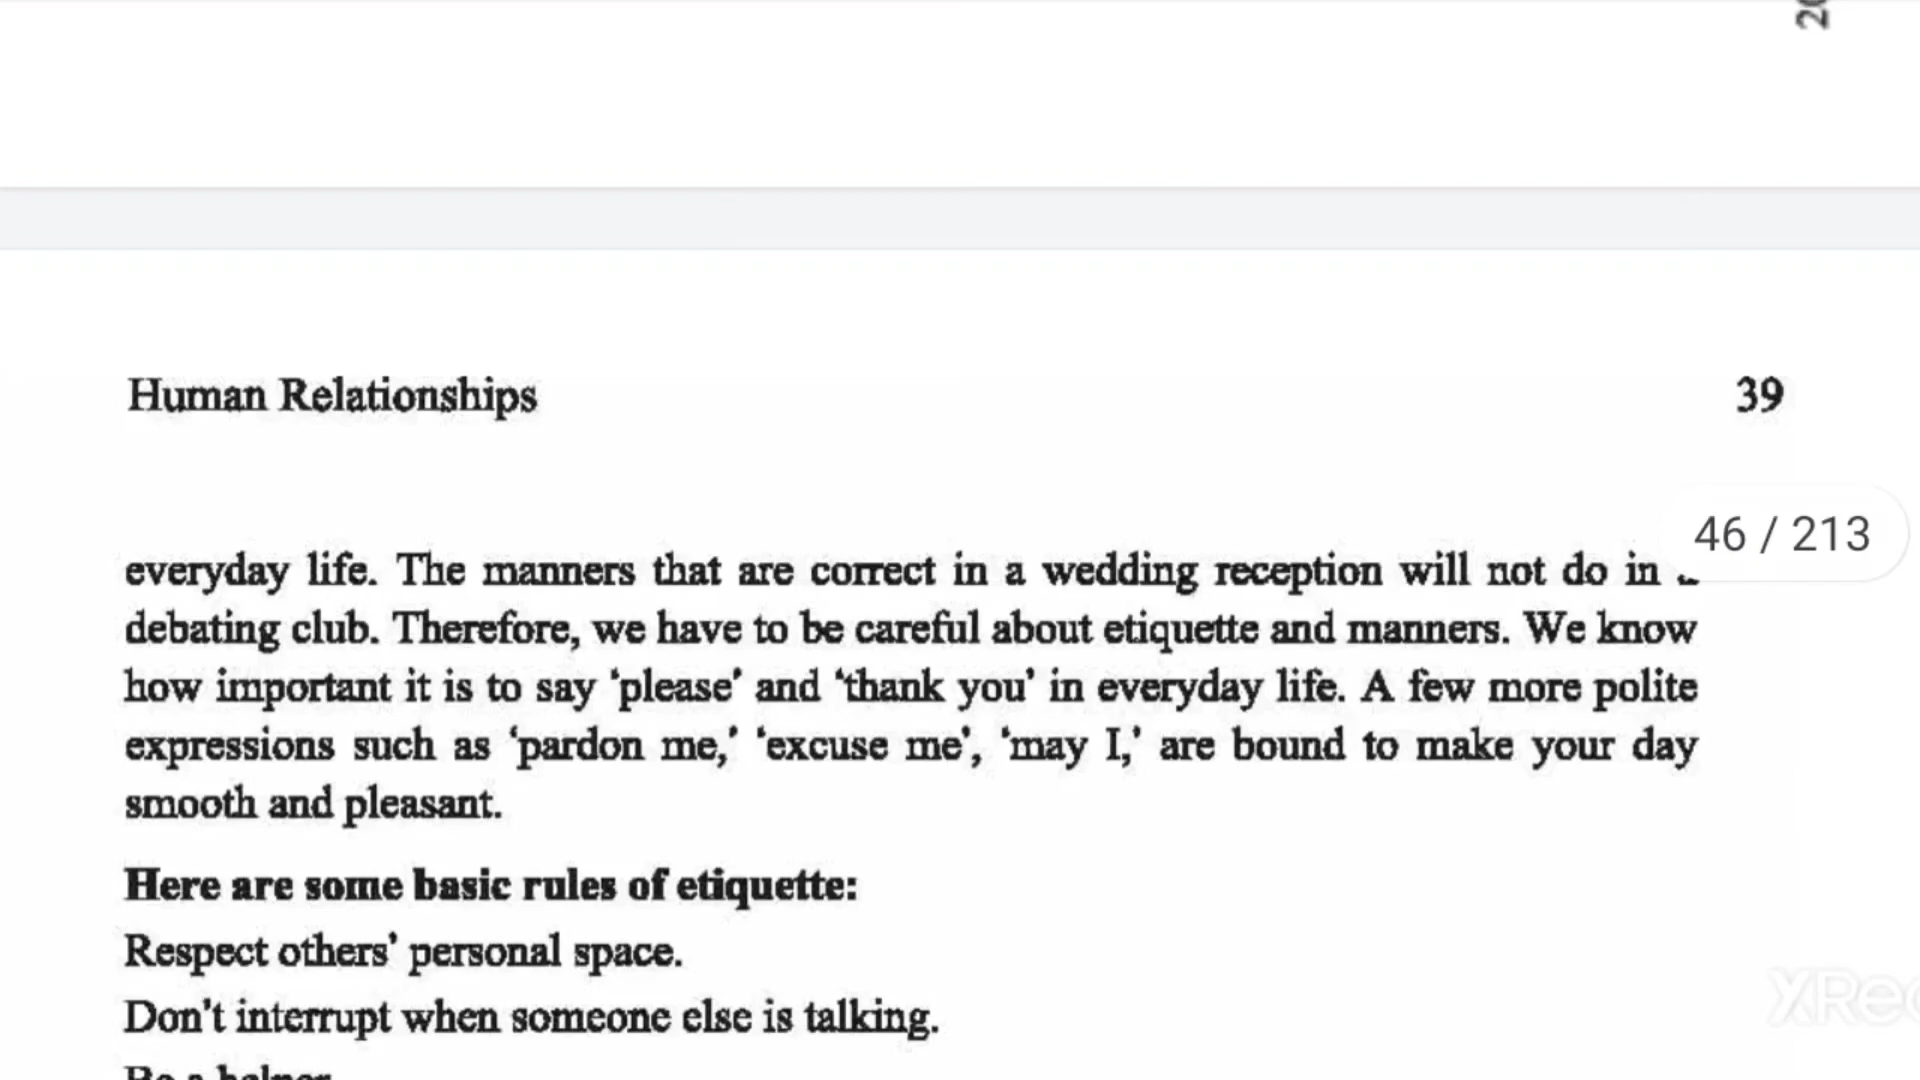 20
Human Relationships
39
46 / 213
everyday life. The manners that are correct in a wedding reception will not do in
debating club. Therefore, we have to be careful about etiquette and manners. We know
how important it is to say ‘please’ and ‘thank you’ in everyday life. A few more polite
expressions such as ‘pardon me,’ ‘excuse me’, ‘may I,’ are bound to make your day
smooth and pleasant.
Here are some basic rules of etiquette:
Respect others’ personal space.
Don't interrupt when someone else is talking.
Be a helper
XRec